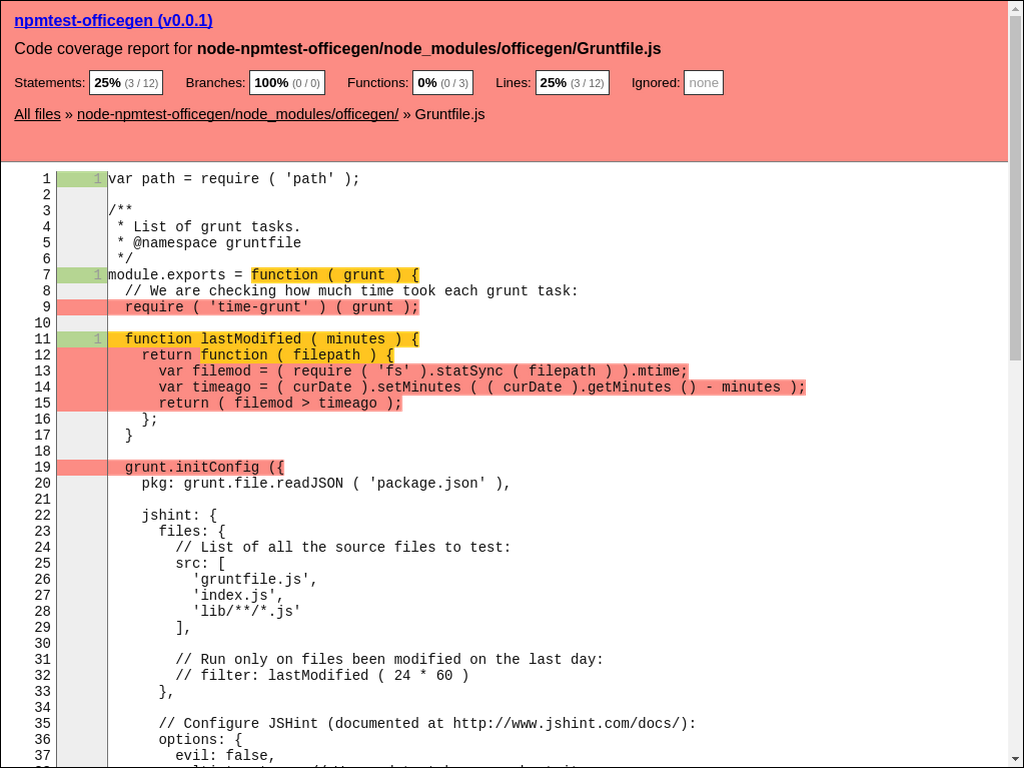 npmtest-officegen (v0.0.1)
Code coverage report for node-npmtest-officegen/node_modules/officegen/Gruntfile.js
Statements: 25% (3 / 12) Branches: 100% (0 / 0) Functions: 0% (0 / 3) Lines: 25% (3 / 12) Ignored: none
All files » node-npmtest-officegen/node_modules/officegen/ » Gruntfile.js
1 1 var path = require ( 'path' );
2
3 /**
4  * List of grunt tasks.
5  * @namespace gruntfile
6  */
7 1 module.exports = function ( grunt ) {
8   // We are checking how much time took each grunt task:
9   require ( 'time-grunt' ) ( grunt );
10
11 1   function lastModified ( minutes ) {
12     return function ( filepath ) {
13       var filemod = ( require ( 'fs' ).statSync ( filepath ) ).mtime;
14       var timeago = ( curDate ).setMinutes ( ( curDate ).getMinutes () - minutes );
15       return ( filemod > timeago );
16     };
17   }
18
19   grunt.initConfig ({
20     pkg: grunt.file.readJSON ( 'package.json' ),
21
22     jshint: {
23       files: {
24         // List of all the source files to test:
25         src: [
26           'gruntfile.js',
27           'index.js',
28           'lib/**/*.js'
29         ],
30
31         // Run only on files been modified on the last day:
32         // filter: lastModified ( 24 * 60 )
33       },
34
35       // Configure JSHint (documented at http://www.jshint.com/docs/):
36       options: {
37         evil: false,